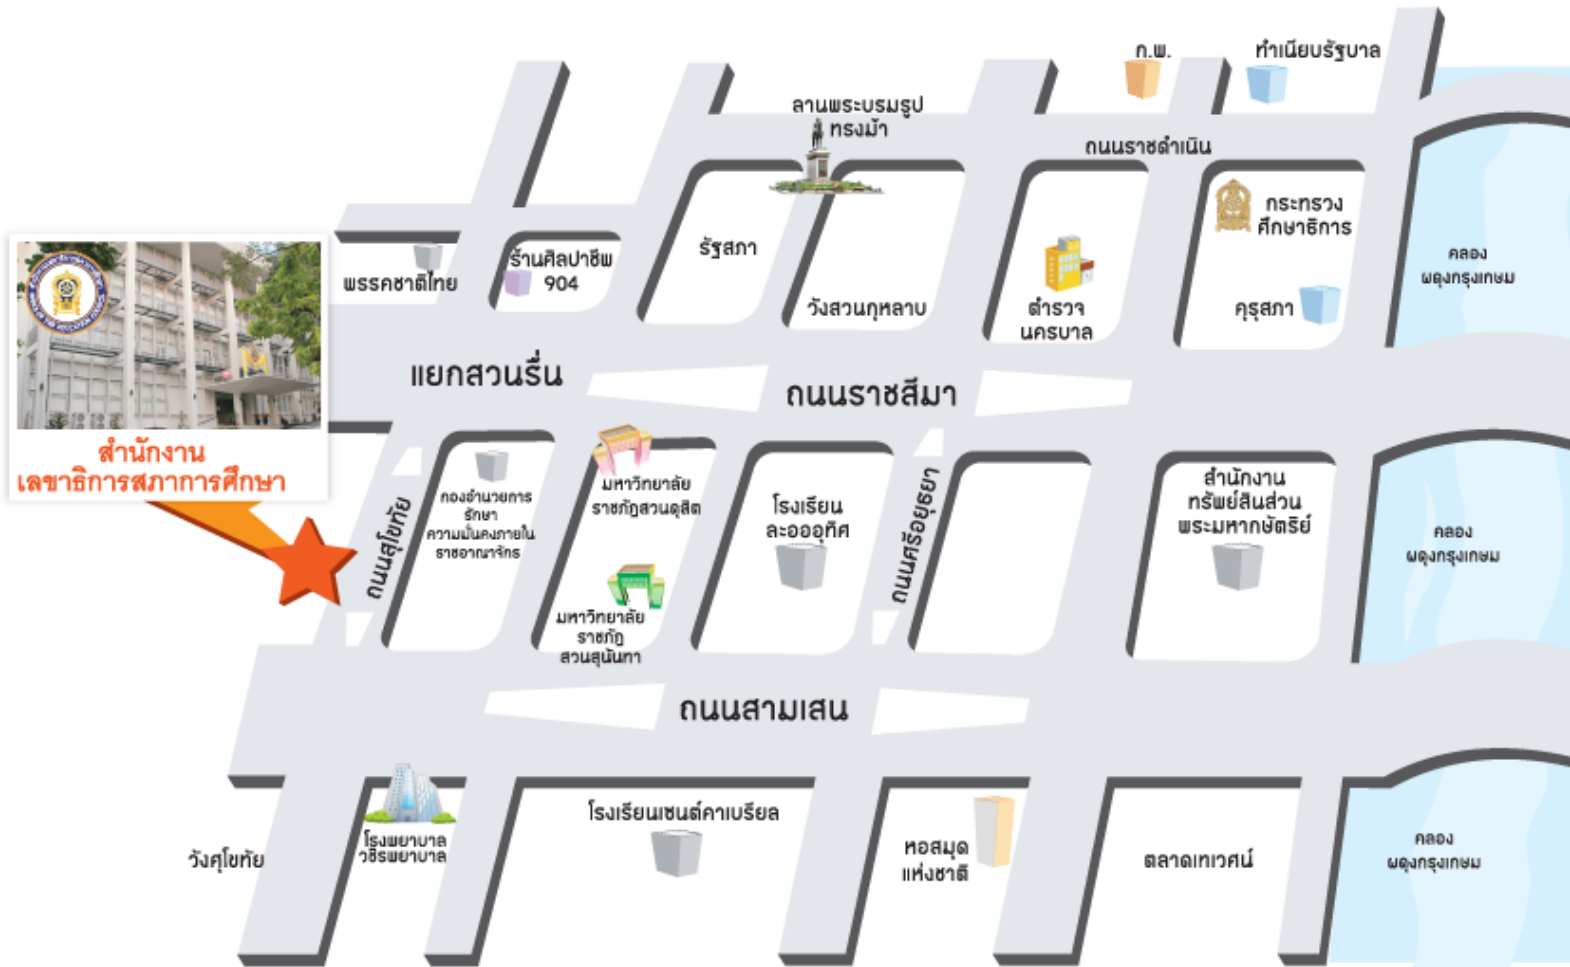 ก.พ.
ทำเนียบรัฐบาล
ลานพระบรมรูป
ทรงม้า
ถนนราชดำเนิน
กระทรวง
ศึกษาธิการ
พรรคชาติไทย
ร้านศิลปาชีพ
904
รัฐสภา
วังสวนกุหลาบ
ตำรวจ
นครบาล
คุรุสภา
คลอง
ผดุงกรุงเกษม
แยกสวนรื่น
ถนนราชสีมา
สำนักงาน
เลขาธิการสภาการศึกษา
ถนนสุโขทัย
กองอำนวยการ
รักษา
ความมั่นคงภายใน
ราชอาณาจักร
มหาวิทยาลัย
ราชภัฏสวนดุสิต
มหาวิทยาลัย
ราชภัฏ
สวนสุนันทา
โรงเรียน
ละอออุทิศ
ถนนศรีอยุธยา
สำนักงาน
ทรัพย์สินส่วน
พระมหากษัตริย์
คลอง
ผดุงกรุงเกษม
ถนนสามเสน
วังศุโขทัย
โรงพยาบาล
วชิรพยาบาล
โรงเรียนเซนต์คาเบรียล
หอสมุด
แห่งชาติ
ตลาดเทเวศน์
คลอง
ผดุงกรุงเกษม